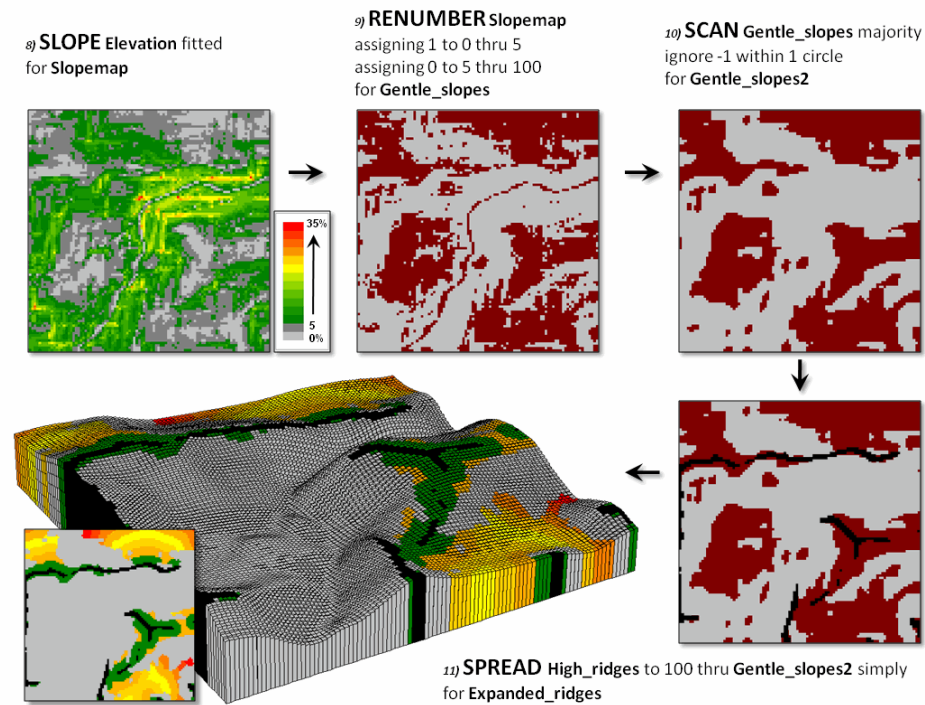 8) SLOPE Elevation fitted
for Slopemap
9) RENUMBER Slopemap
assigning 1 to 0 thru 5
assigning 0 to 5 thru 100
for Gentle_slopes
10) SCAN Gentle_slopes majority
ignore -1 within 1 circle
for Gentle_slopes2
35%
5
0%
11) SPREAD High_ridges to 100 thru Gentle_slopes2 simply
for Expanded_ridges